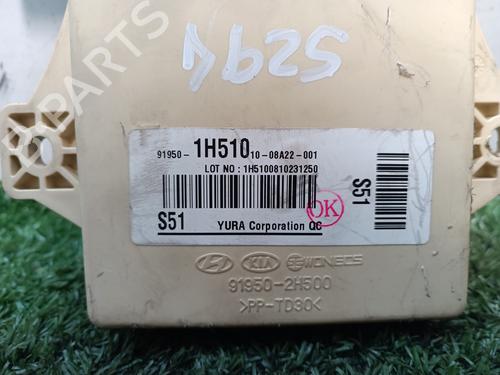 B PARTS
91950-1H510 10-08A22-001
LOT NO : 1H5100810231250
S51
YURA Corporation QC
OK
S51
KIA
91950-2H500
>PP-TD30<